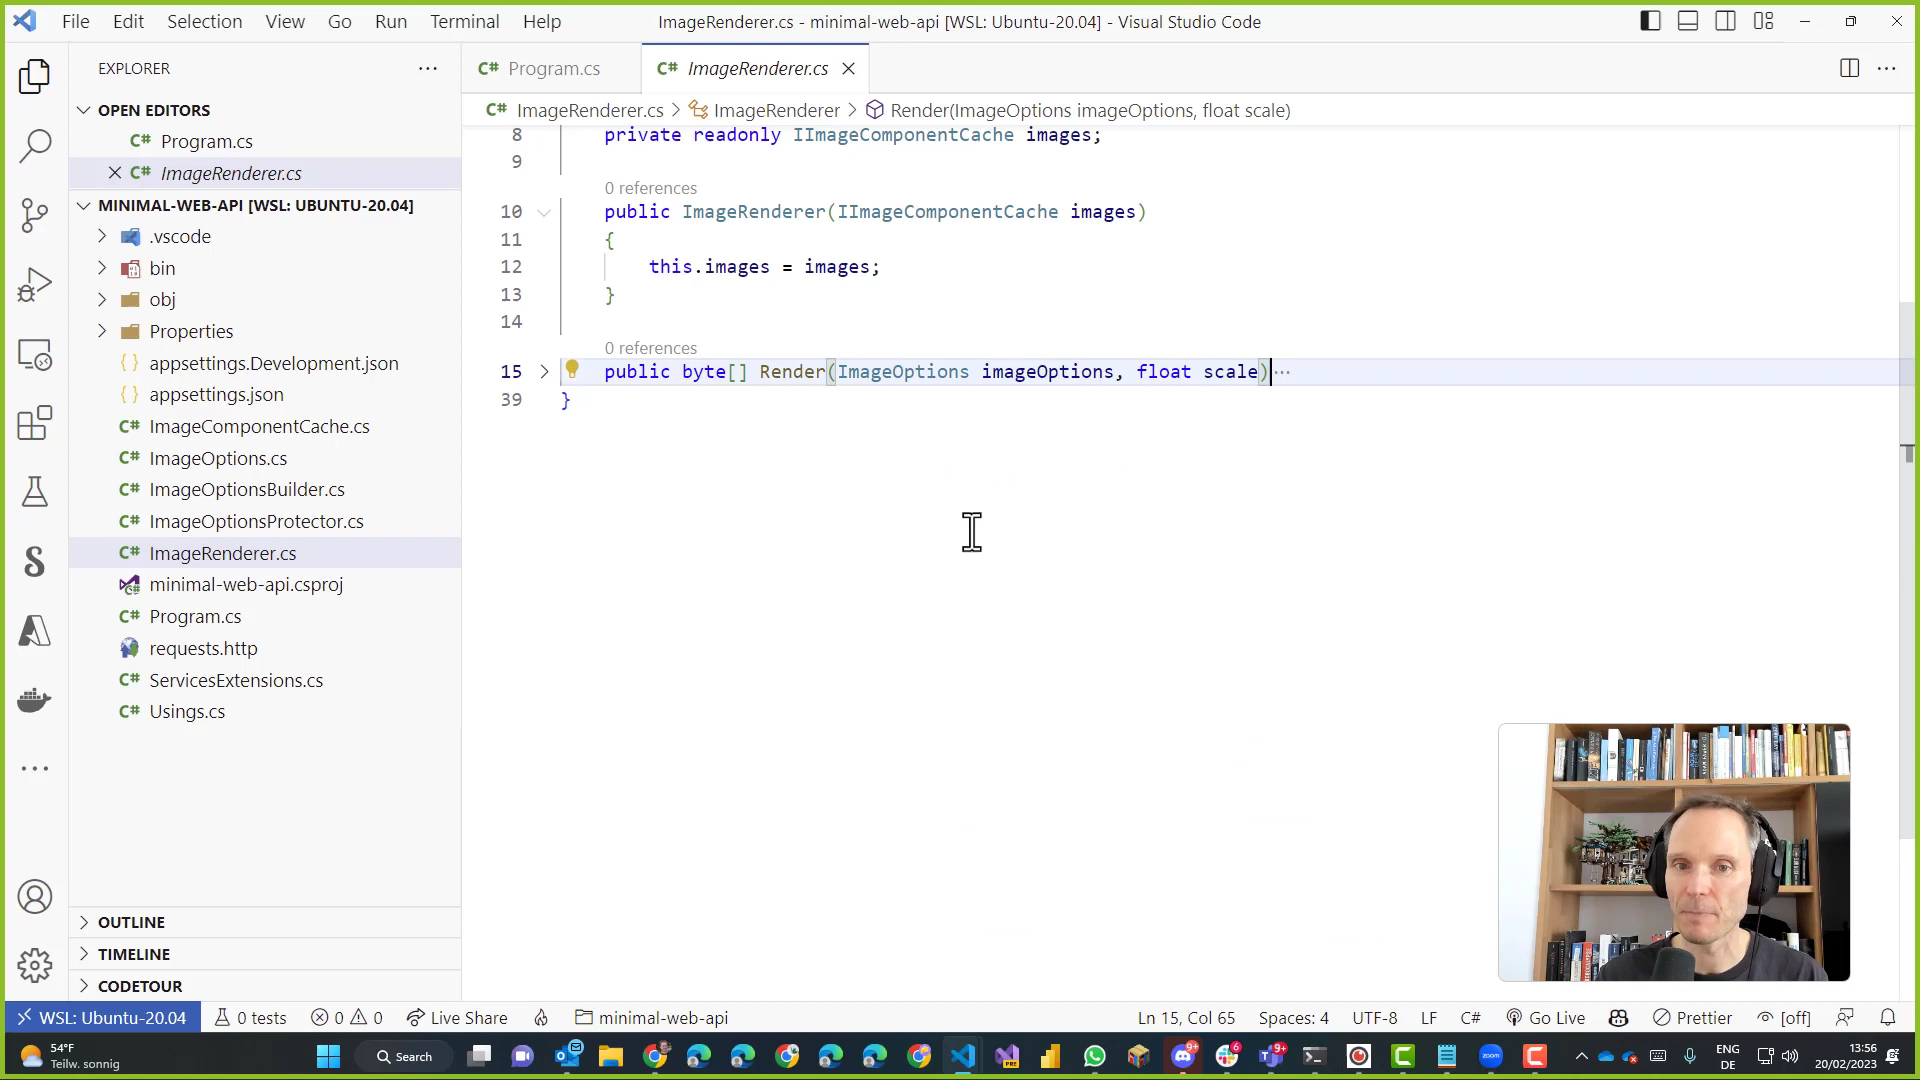 File Edit Selection View Go Run Terminal Help
ImageRenderer.cs - minimal-web-api [WSL: Ubuntu-20.04] - Visual Studio Code
EXPLORER
OPEN EDITORS
C# Program.cs
C# ImageRenderer.cs
MINIMAL-WEB-API [WSL: UBUNTU-20.04]
.vscode
bin
obj
Properties
{} appsettings.Development.json
{} appsettings.json
C# ImageComponentCache.cs
C# ImageOptions.cs
C# ImageOptionsBuilder.cs
C# ImageOptionsProtector.cs
C# ImageRenderer.cs
minimal-web-api.csproj
C# Program.cs
requests.http
C# ServicesExtensions.cs
C# Usings.cs
OUTLINE
TIMELINE
CODETOUR
C# Program.cs
C# ImageRenderer.cs
C# ImageRenderer.cs > ImageRenderer > Render(ImageOptions imageOptions, float scale)
8 private readonly IImageComponentCache images;
9
0 references
10 public ImageRenderer(IImageComponentCache images)
11 {
12 this.images = images;
13 }
14
0 references
15 public byte[] Render(ImageOptions imageOptions, float scale)···
39 }
WSL: Ubuntu-20.04 0 tests 0 0 Live Share minimal-web-api Ln 15, Col 65 Spaces: 4 UTF-8 LF C# Go Live Prettier [off]
54°F
Teilw. sonnig
Search
PRE
9+
6
9+
zoom
ENG
DE
13:56
20/02/2023